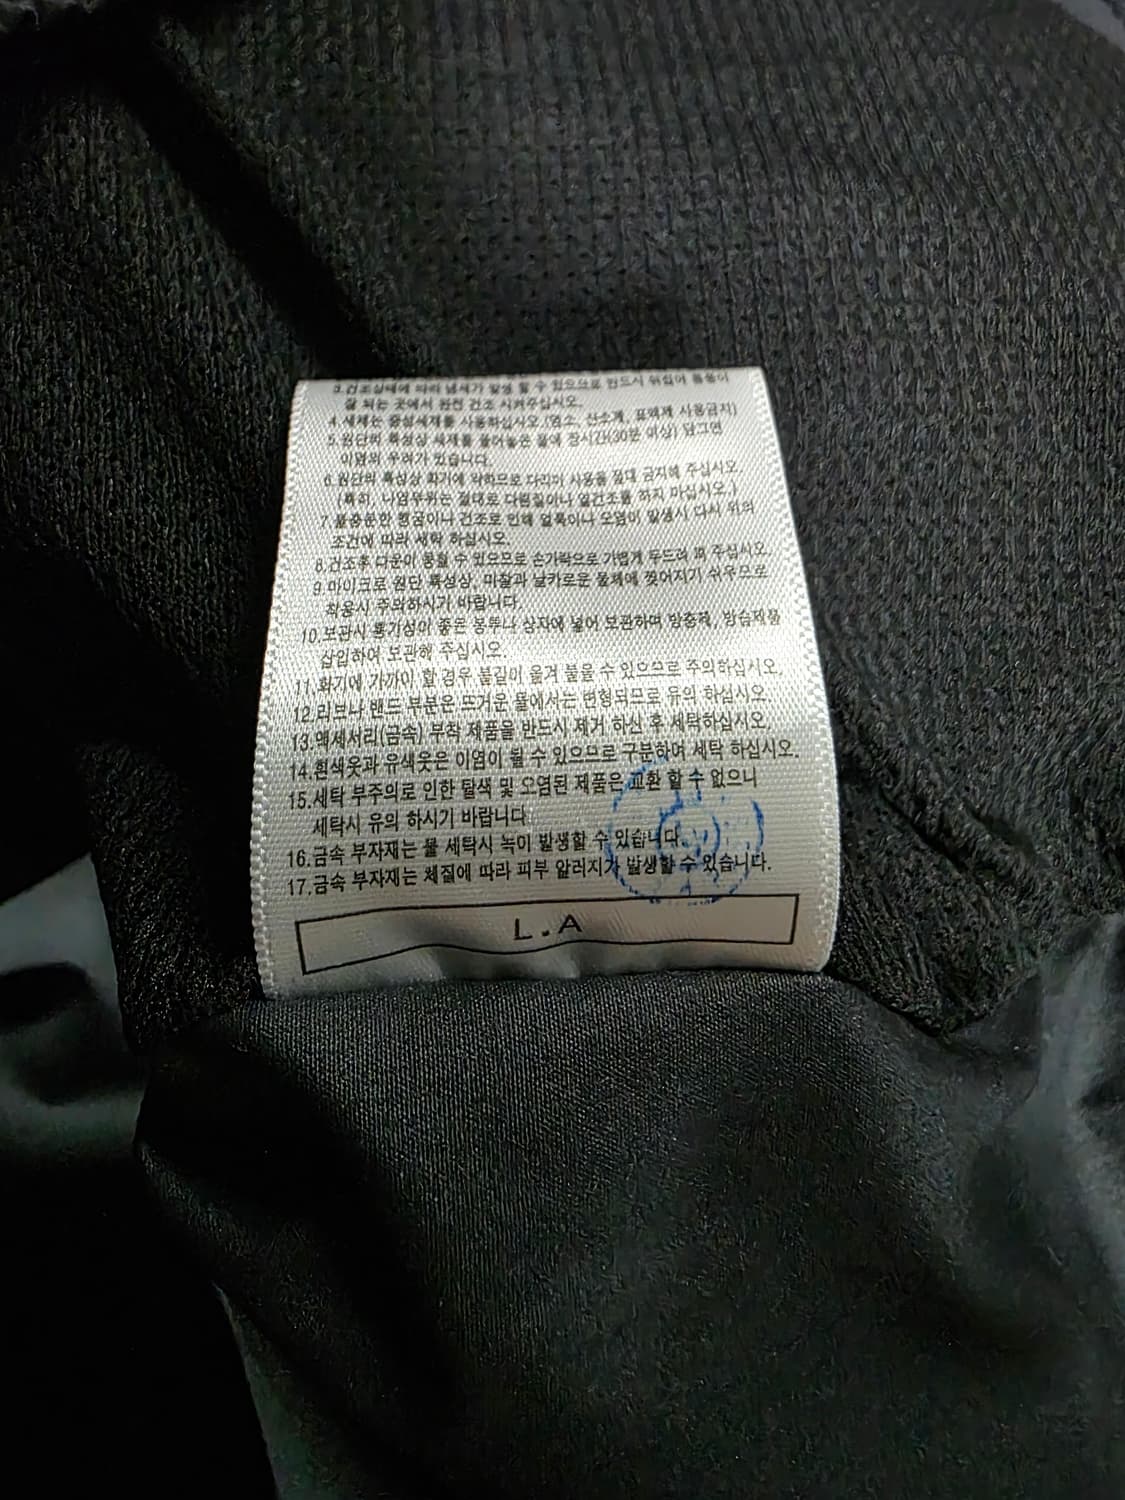 3.건조상태에 따라 냄새가 발생 할 수 있으므로 반드시 뒤집어 통풍이
잘 되는 곳에서 완전 건조 시켜주십시오.
4.세제는 중성세제를 사용하십시오.(염소, 산소계, 표백제 사용금지)
5.원단의 특성상 세제를 풀어놓은 물에 장시간(30분 이상) 담그면
이염의 우려가 있습니다.
6.원단의 특성상 화기에 약하므로 다리미 사용을 절대 금지해 주십시오.
(특히, 나염부위는 절대로 다림질이나 열건조를 하지 마십시오.)
7.불충분한 헹굼이나 건조로 인해 얼룩이나 오염이 발생시 다시 위의
조건에 따라 세탁 하십시오.
8.건조후 다운이 뭉칠 수 있으므로 손가락으로 가볍게 두드려 펴 주십시오.
9.마이크로 원단 특성상, 마찰과 날카로운 물체에 찢어지기 쉬우므로
착용시 주의하시기 바랍니다.
10.보관시 통기성이 좋은 봉투나 상자에 넣어 보관하며 방충제, 방습제를
삽입하여 보관해 주십시오.
11.화기에 가까이 할 경우 불길이 옮겨 붙을 수 있으므로 주의하십시오.
12.리브나 밴드 부분은 뜨거운 물에서는 변형되므로 유의 하십시오.
13.액세서리(금속) 부착 제품을 반드시 제거 하신 후 세탁하십시오.
14.흰색옷과 유색옷은 이염이 될 수 있으므로 구분하여 세탁 하십시오.
15.세탁 부주의로 인한 탈색 및 오염된 제품은 교환 할 수 없으니
세탁시 유의 하시기 바랍니다.
16.금속 부자재는 물 세탁시 녹이 발생할 수 있습니다.
17.금속 부자재는 체질에 따라 피부 알러지가 발생할 수 있습니다.
L.A